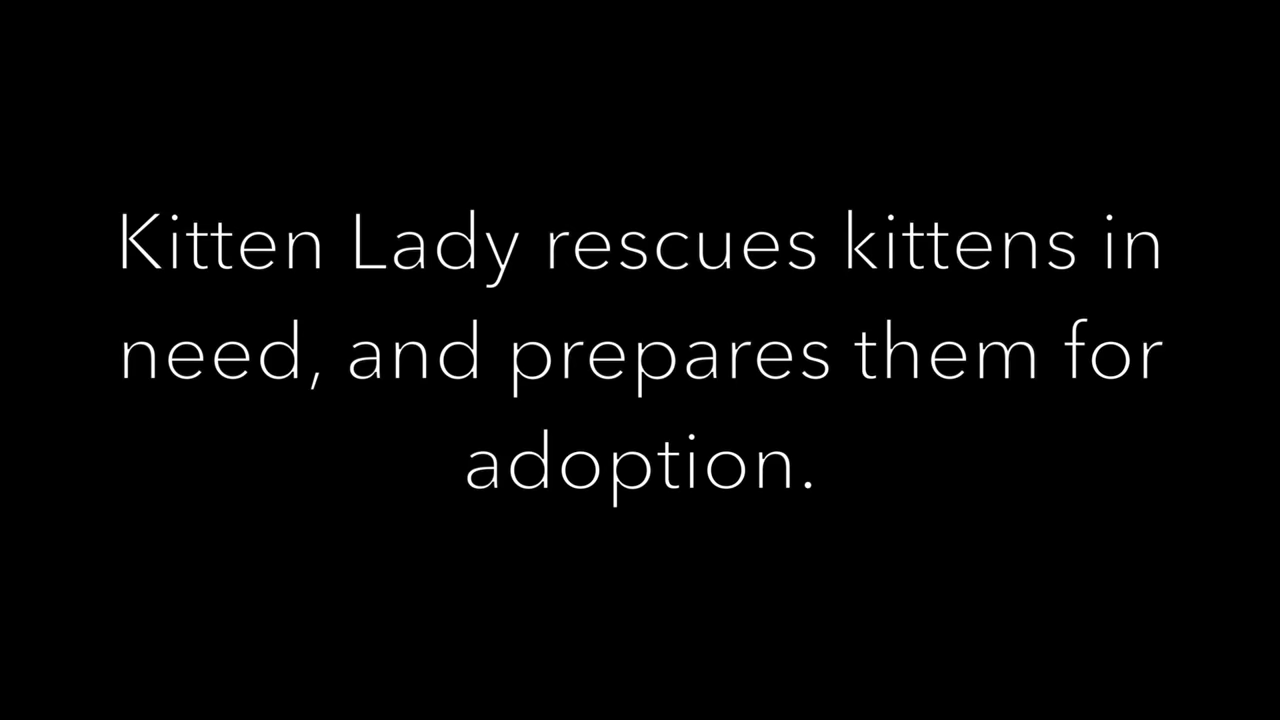 Kitten Lady rescues kittens in
need, and prepares them for
adoption.